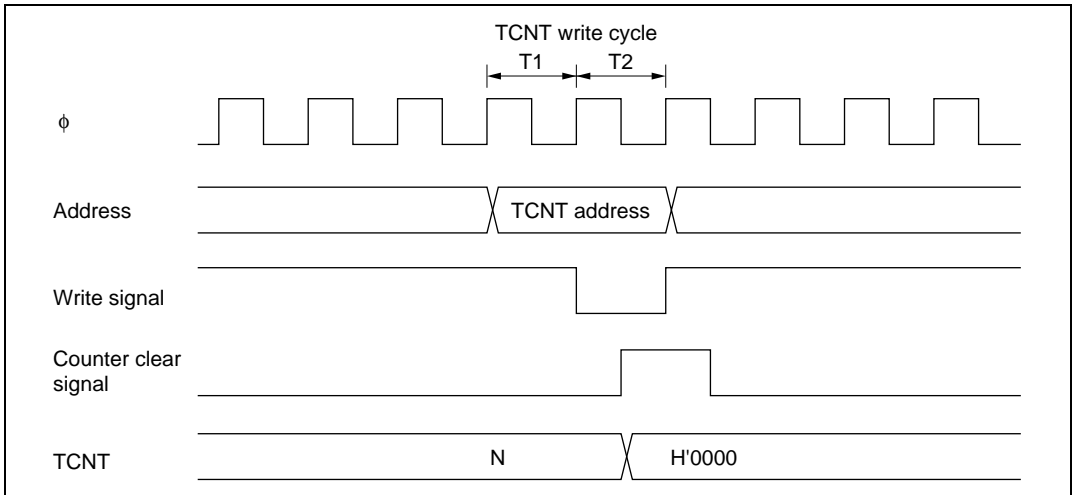 TCNT write cycle
T1 T2
ϕ
Address
TCNT address
Write signal
Counter clear
signal
TCNT
N
H'0000